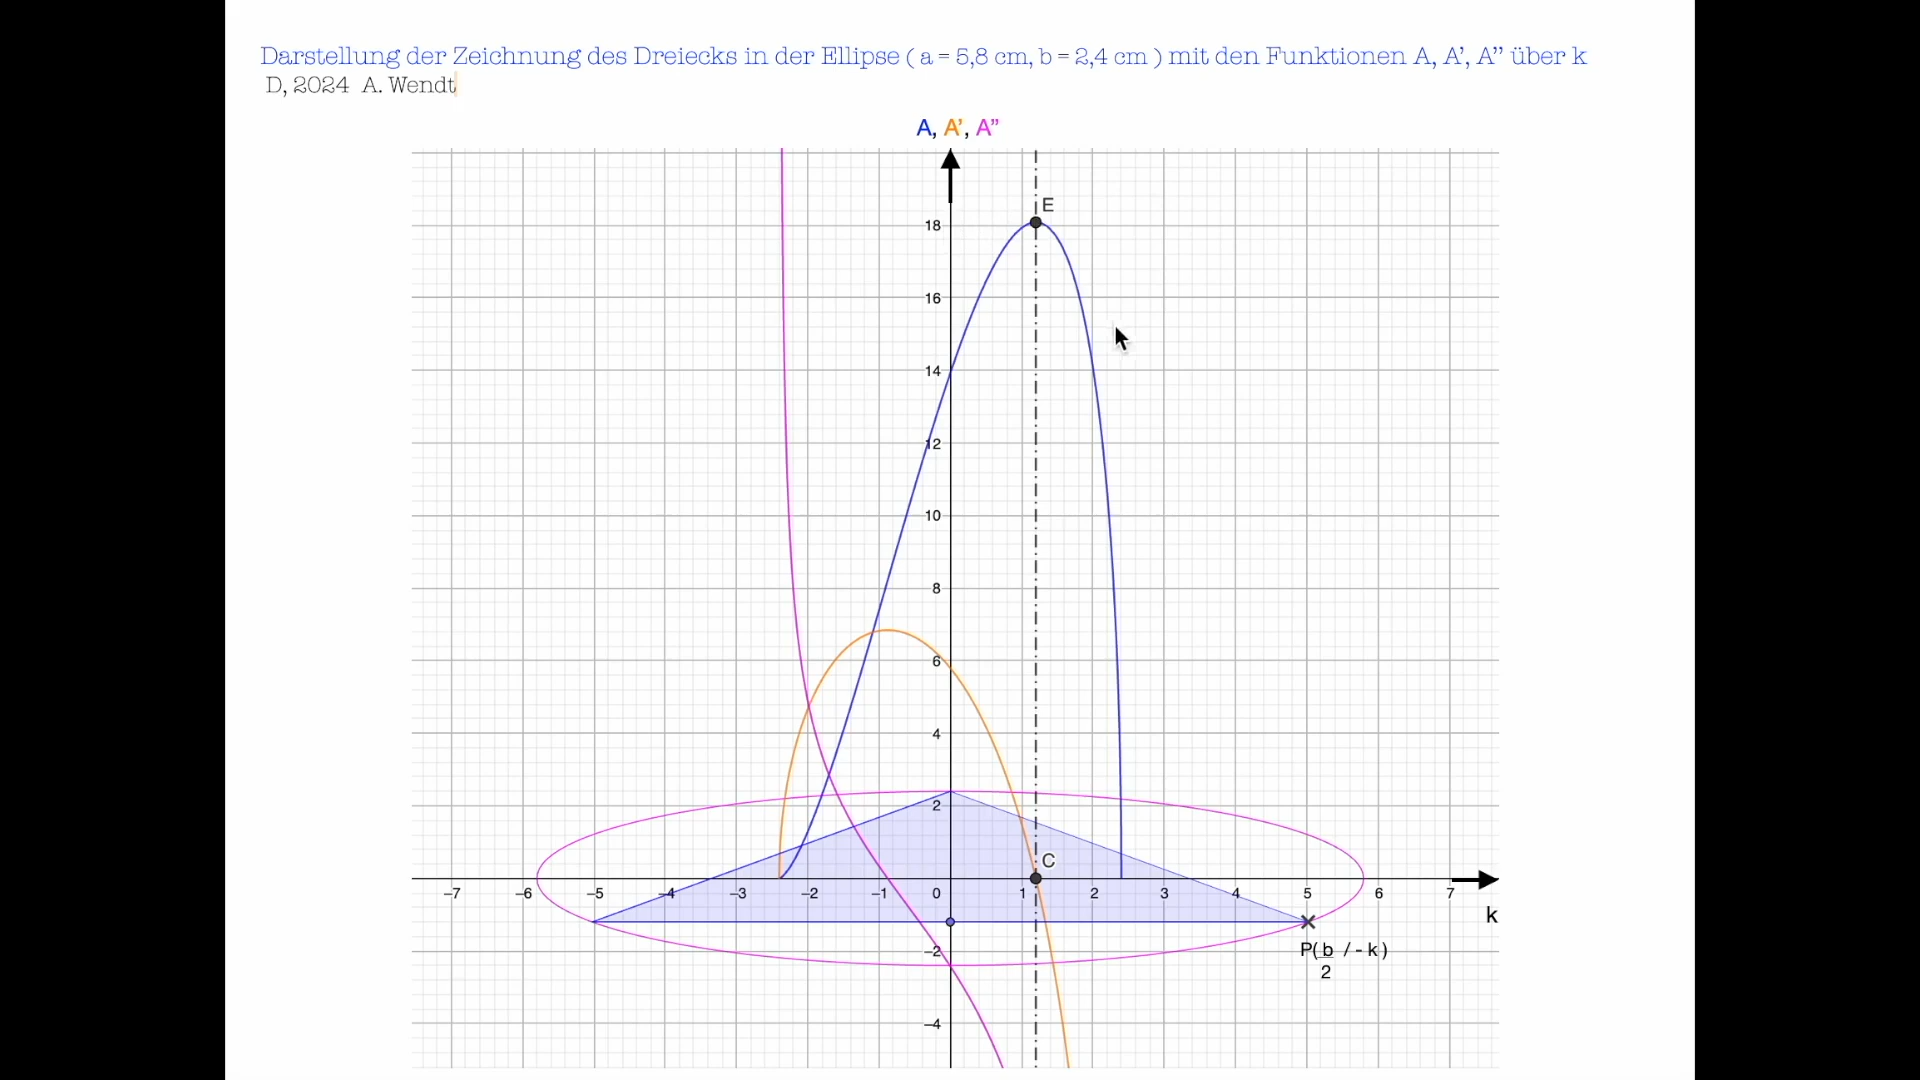 Darstellung der Zeichnung des Dreiecks in der Ellipse ( a = 5,8 cm, b = 2,4 cm ) mit den Funktionen A, A’, A” über k
D, 2024 A. Wendt
A, A’, A”
E
18
16
14
12
10
8
6
4
2
C
–7 –6 –5 –4 –3 –2 –1 0 1 2 3 4 5 6 7
k
–2
P(b / - k )
2
–4